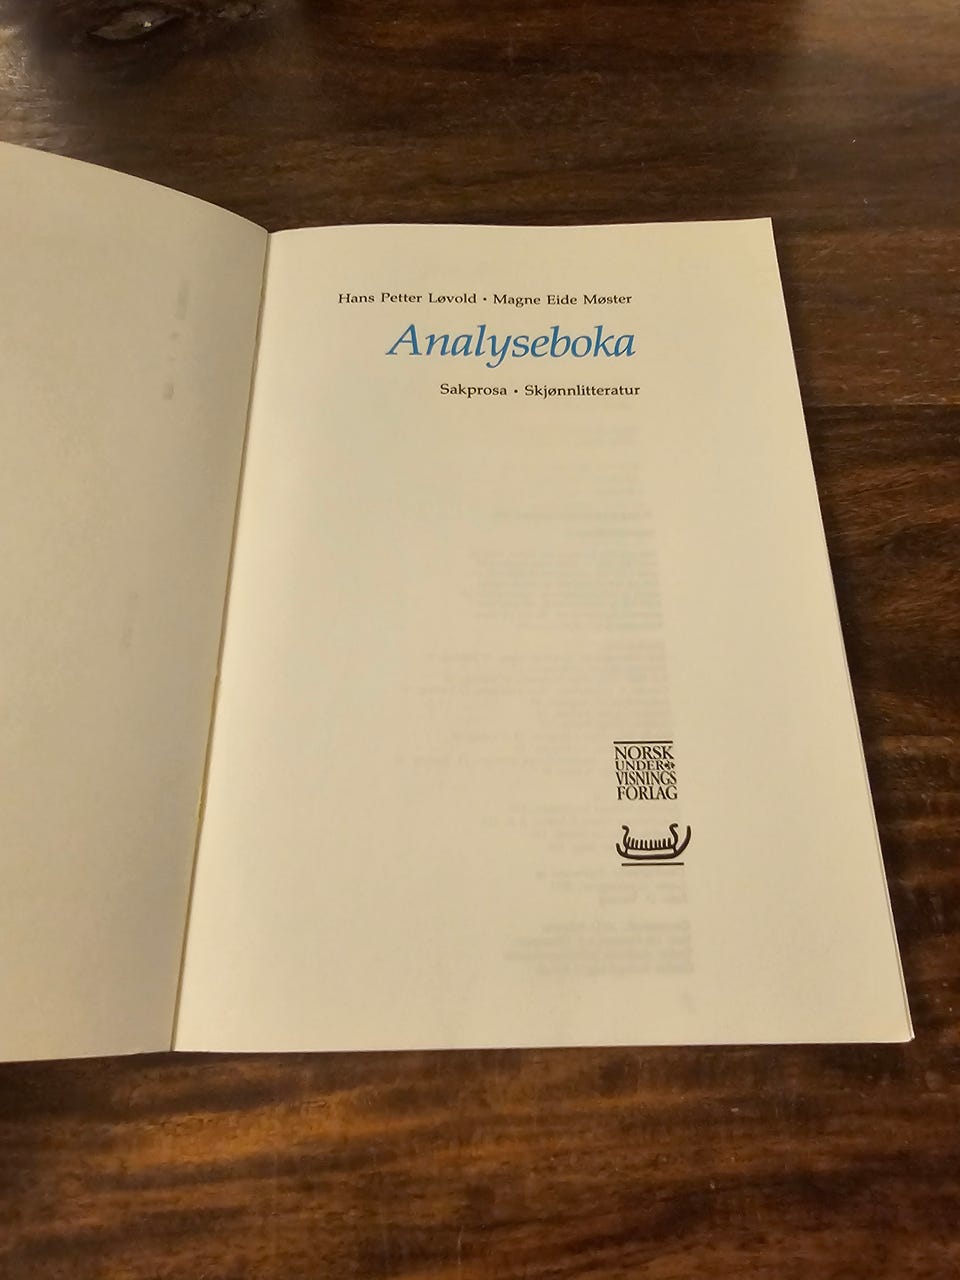 Hans Petter Løvold • Magne Eide Møster
Analyseboka
Sakprosa • Skjønnlitteratur
NORSK
UNDER
VISNINGS
FORLAG